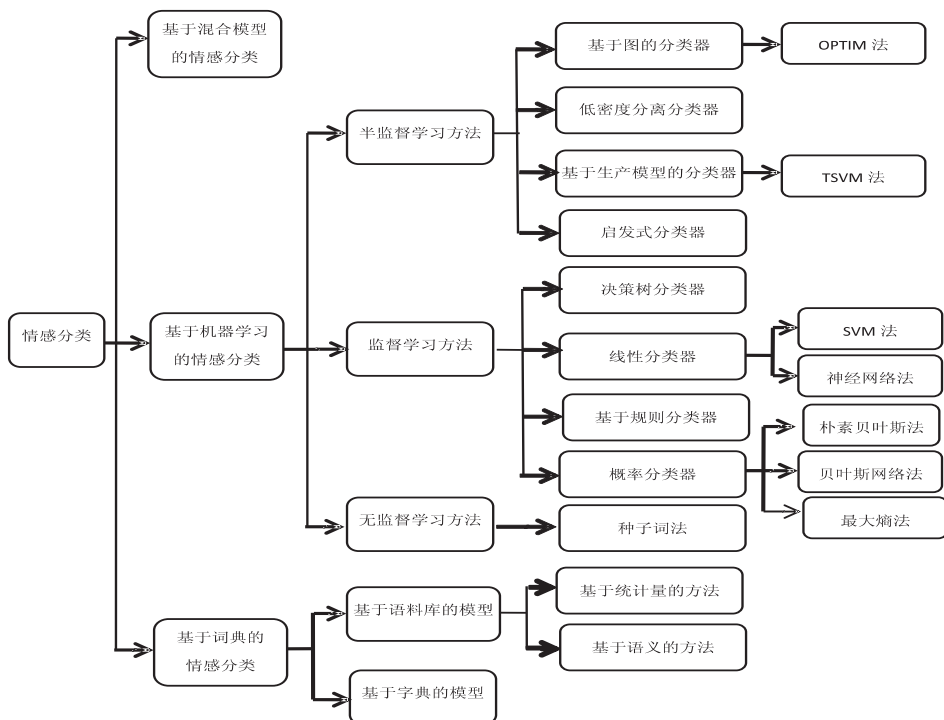 情感分类
基于混合模型
的情感分类
基于机器学习
的情感分类
基于词典的
情感分类
半监督学习方法
监督学习方法
无监督学习方法
基于语料库的模型
基于字典的模型
基于图的分类器
低密度分离分类器
基于生产模型的分类器
启发式分类器
决策树分类器
线性分类器
基于规则分类器
概率分类器
种子词法
基于统计量的方法
基于语义的方法
OPTIM 法
TSVM 法
SVM 法
神经网络法
朴素贝叶斯法
贝叶斯网络法
最大熵法